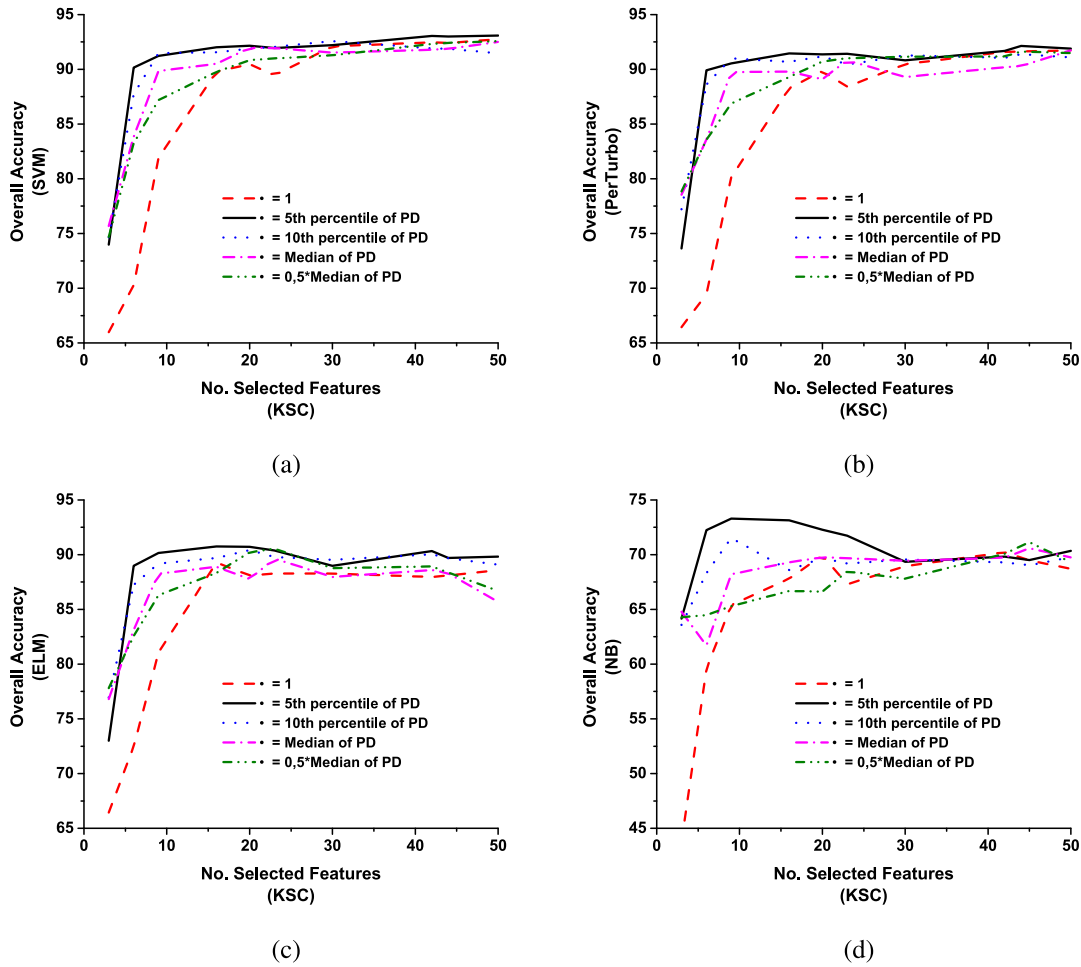 95
90
85
80
75
70
65
0 10 20 30 40 50
Overall Accuracy
(SVM)
• = 1
• = 5th percentile of PD
• = 10th percentile of PD
• = Median of PD
• = 0,5*Median of PD
No. Selected Features
(KSC)
(a)
95
90
85
80
75
70
65
0 10 20 30 40 50
Overall Accuracy
(PerTurbo)
• = 1
• = 5th percentile of PD
• = 10th percentile of PD
• = Median of PD
• = 0,5*Median of PD
No. Selected Features
(KSC)
(b)
95
90
85
80
75
70
65
0 10 20 30 40 50
Overall Accuracy
(ELM)
• = 1
• = 5th percentile of PD
• = 10th percentile of PD
• = Median of PD
• = 0,5*Median of PD
No. Selected Features
(KSC)
(c)
75
70
65
60
55
50
45
0 10 20 30 40 50
Overall Accuracy
(NB)
• = 1
• = 5th percentile of PD
• = 10th percentile of PD
• = Median of PD
• = 0,5*Median of PD
No. Selected Features
(KSC)
(d)